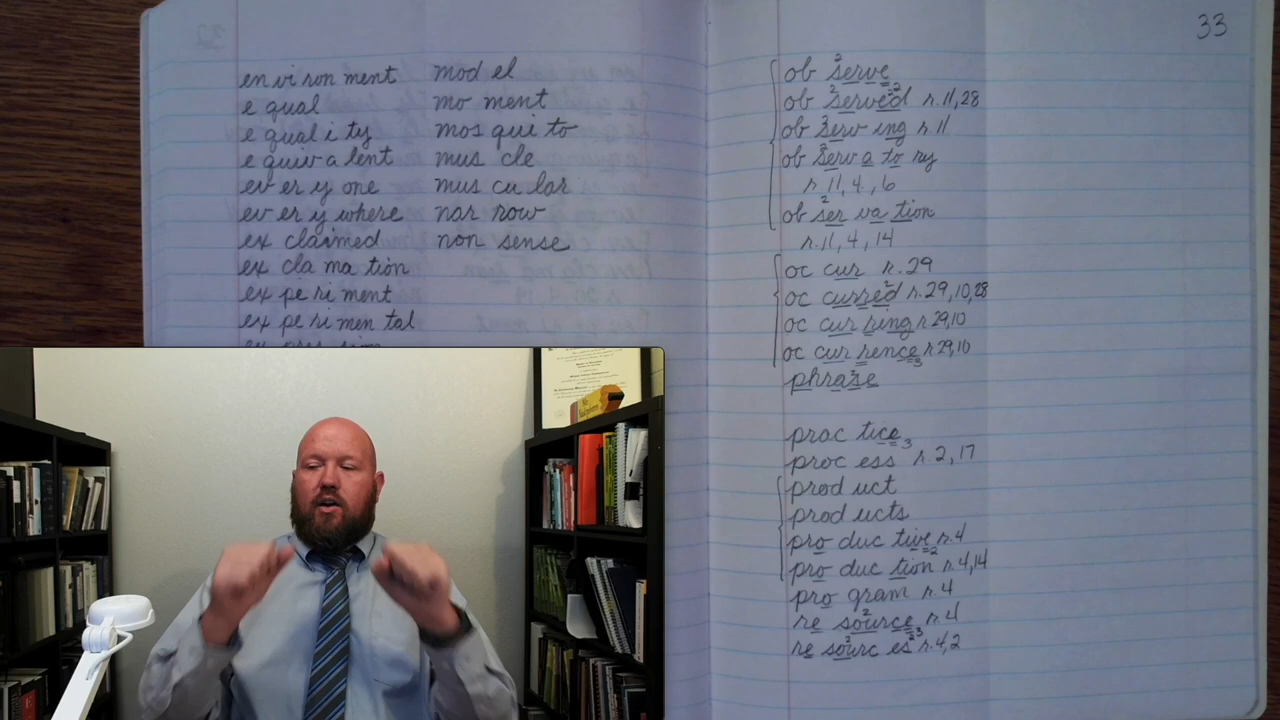 en vi ron ment
e qual
e qual i ty
e quiv a lent
ev er y one
ev er y where
ex claimed
ex cla ma tion
ex pe ri ment
ex pe ri men tal
mod el
mo ment
mos qui to
mus cle
mus cu lar
nar row
non sense
33
ob serve
ob served r. 11, 28
ob serv ing r. 11
ob serv a to ry
r. 11, 4, 6
ob ser va tion
r. 11, 4, 14
oc cur r. 29
oc curred r. 29, 10, 28
oc cur ring r 29, 10
oc cur rence r. 29, 10
phrase
prac tice
proc ess r. 2, 17
prod uct
prod ucts
pro duc tive r. 4
pro duc tion r. 4, 14
pro gram r. 4
re source r. 4
re sourc es r. 4, 2